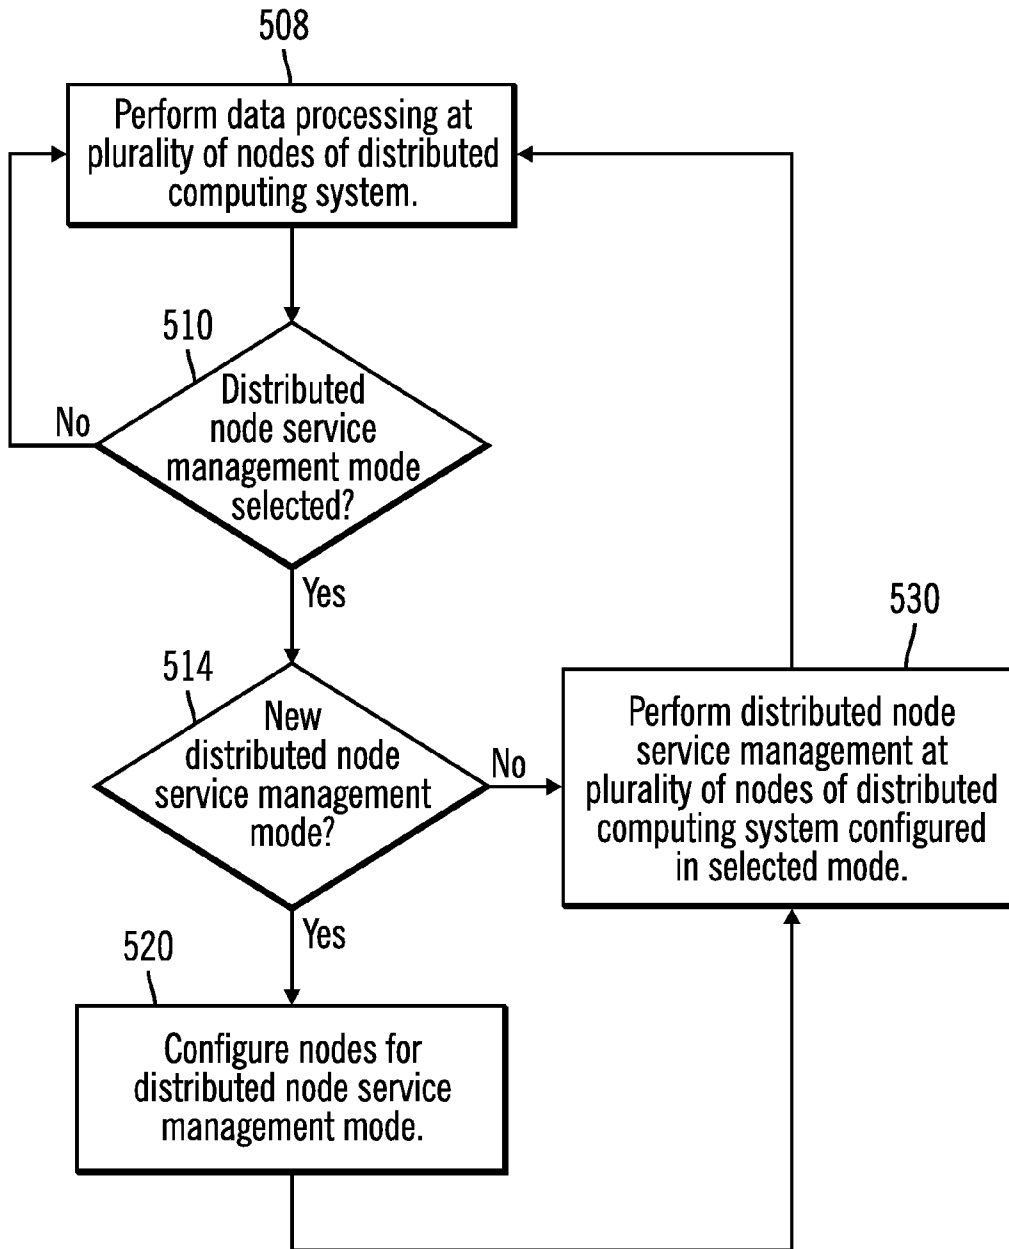 508
Perform data processing at
plurality of nodes of distributed
computing system.
510
Distributed
node service
management mode
selected?
No
Yes
514
New
distributed node
service management
mode?
No
Yes
530
Perform distributed node
service management at
plurality of nodes of distributed
computing system configured
in selected mode.
520
Configure nodes for
distributed node service
management mode.